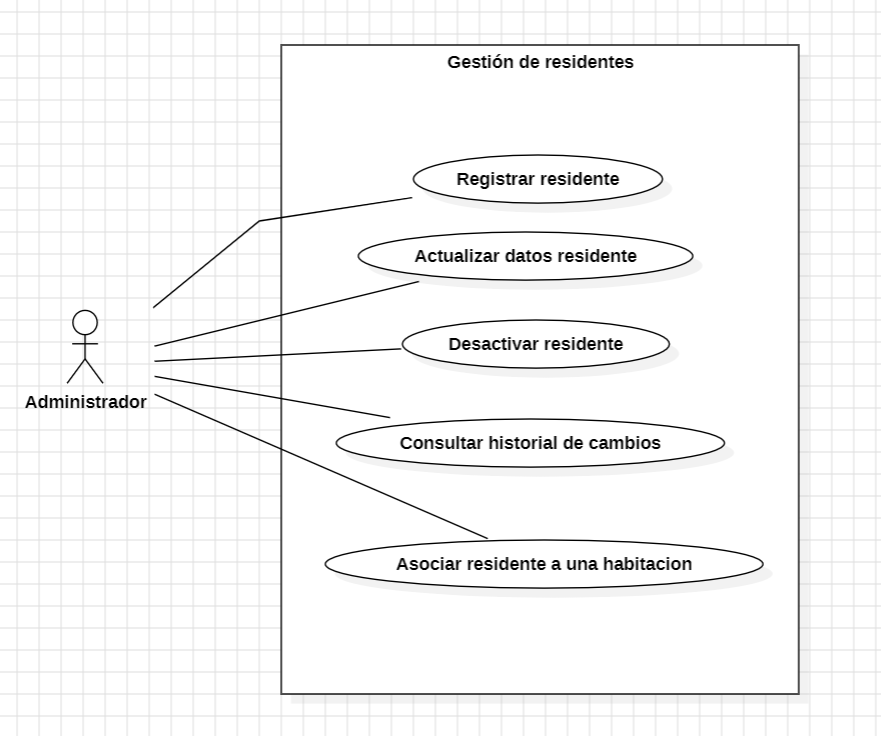 Gestión de residentes
Registrar residente
Actualizar datos residente
Desactivar residente
Administrador
Consultar historial de cambios
Asociar residente a una habitacion